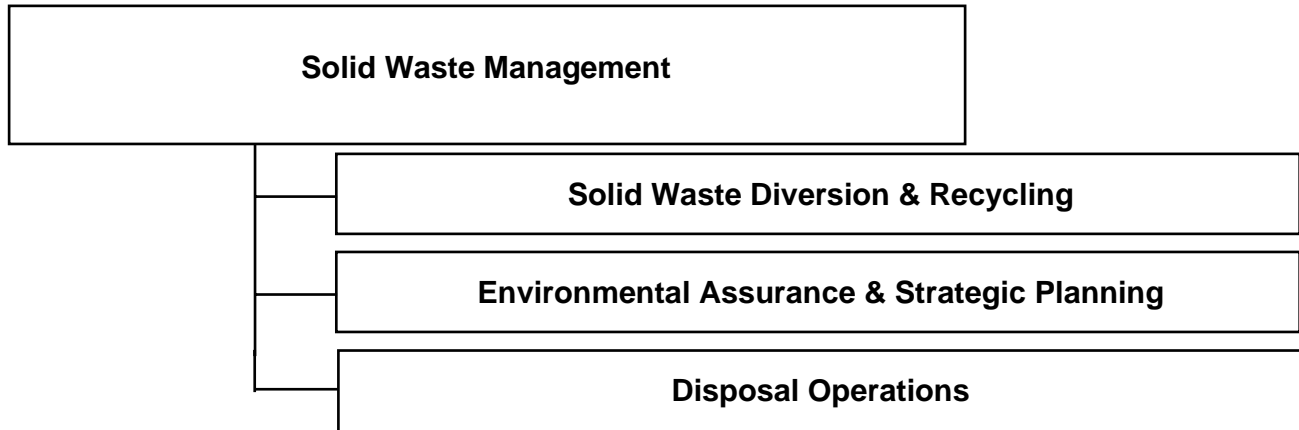 Solid Waste Management
Solid Waste Diversion & Recycling
Environmental Assurance & Strategic Planning
Disposal Operations